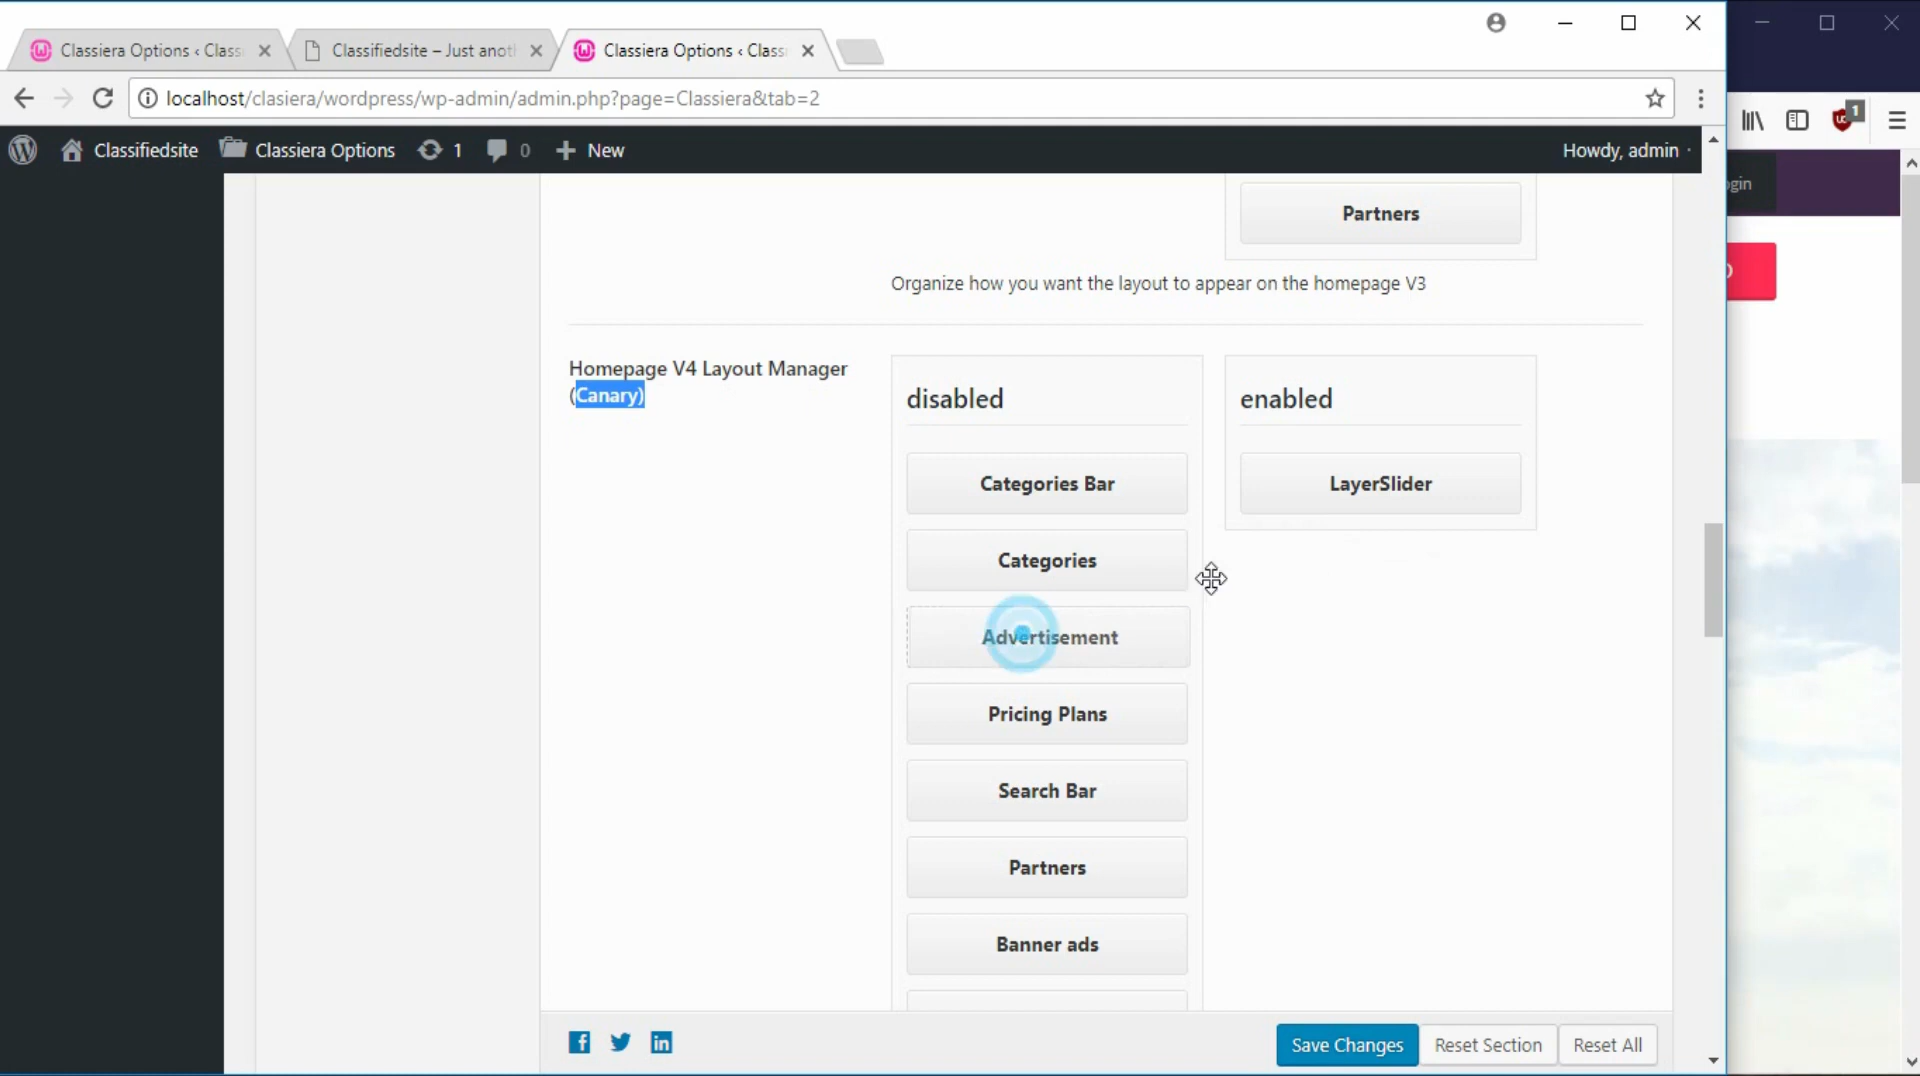 Classiera Options ‹ Class
Classifiedsite – Just anot
Classiera Options ‹ Class
localhost/clasiera/wordpress/wp-admin/admin.php?page=Classiera&tab=2
1
Classifiedsite
Classiera Options
1
0
New
Howdy, admin
ogin
Partners
Organize how you want the layout to appear on the homepage V3
Homepage V4 Layout Manager
(Canary)
disabled
enabled
Categories Bar
LayerSlider
Categories
Advertisement
Pricing Plans
Search Bar
Partners
Banner ads
Save Changes
Reset Section
Reset All